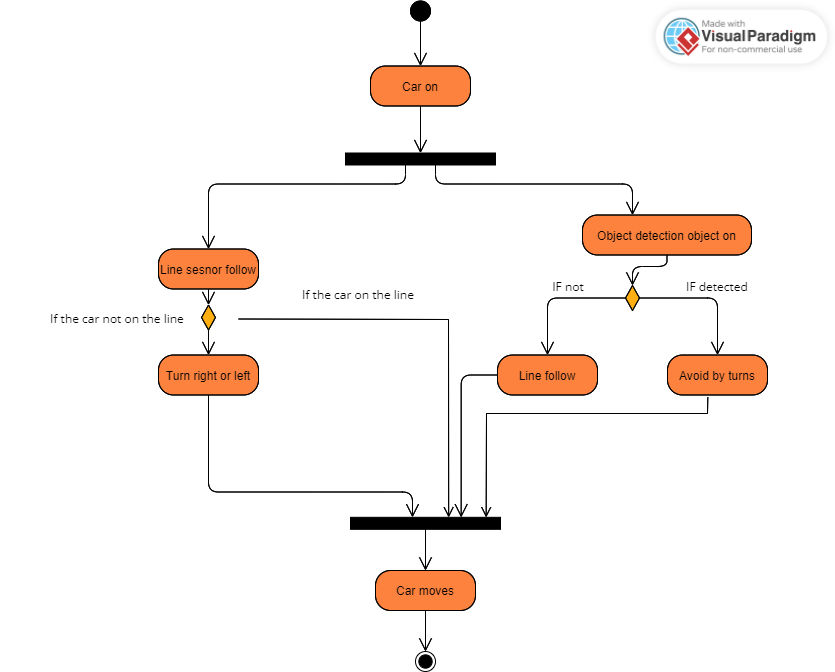 Made with
VisualParadigm
For non-commercial use
Car on
Object detection object on
Line sesnor follow
IF not
IF detected
If the car on the line
If the car not on the line
Turn right or left
Line follow
Avoid by turns
Car moves